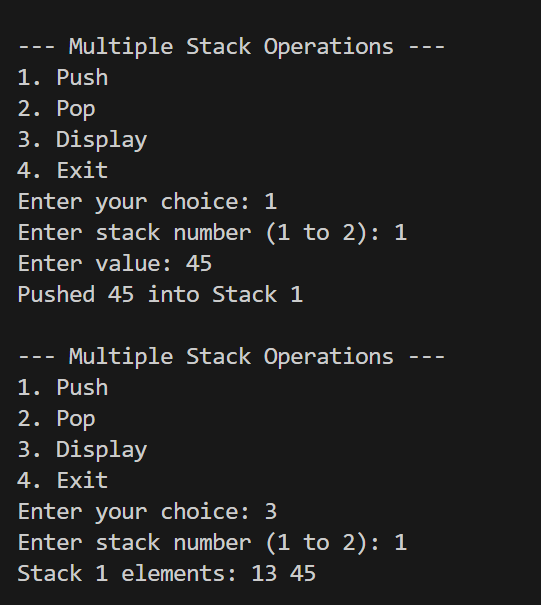 --- Multiple Stack Operations ---
1. Push
2. Pop
3. Display
4. Exit
Enter your choice: 1
Enter stack number (1 to 2): 1
Enter value: 45
Pushed 45 into Stack 1

--- Multiple Stack Operations ---
1. Push
2. Pop
3. Display
4. Exit
Enter your choice: 3
Enter stack number (1 to 2): 1
Stack 1 elements: 13 45